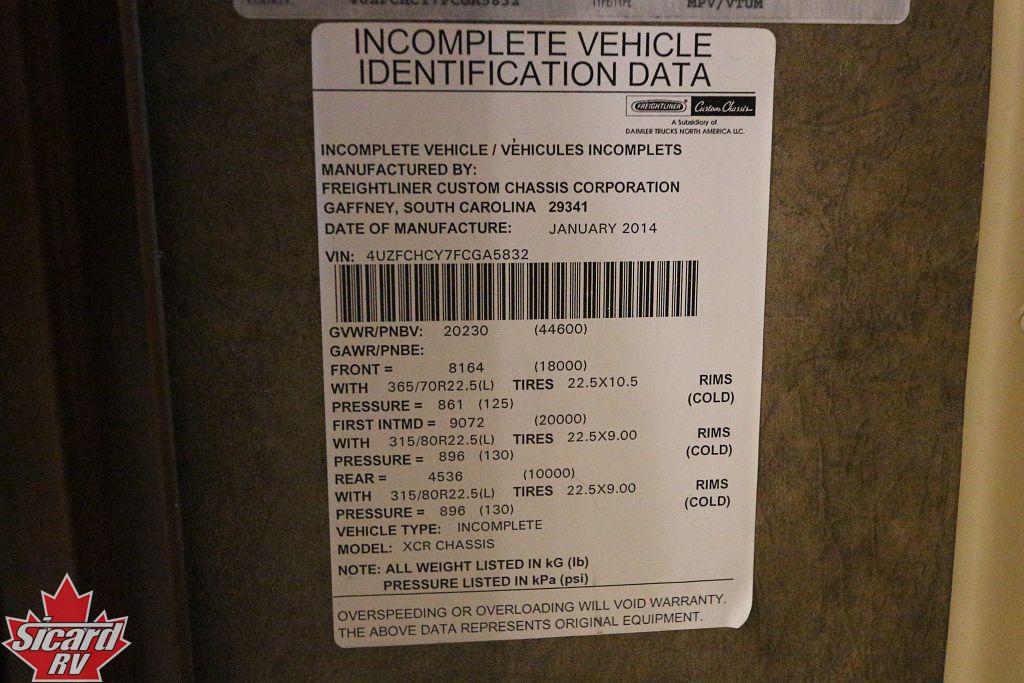 4UZFCHCY7FCGA5832 TYPE/TYPE MPV/VTUM
INCOMPLETE VEHICLE
IDENTIFICATION DATA
FREIGHTLINER Custom Chassis
A Subsidiary of
DAIMLER TRUCKS NORTH AMERICA LLC.
INCOMPLETE VEHICLE / VEHICULES INCOMPLETS
MANUFACTURED BY:
FREIGHTLINER CUSTOM CHASSIS CORPORATION
GAFFNEY, SOUTH CAROLINA 29341
DATE OF MANUFACTURE: JANUARY 2014
VIN: 4UZFCHCY7FCGA5832
GVWR/PNBV: 20230 (44600)
GAWR/PNBE:
FRONT = 8164 (18000)
WITH 365/70R22.5(L) TIRES 22.5X10.5 RIMS
PRESSURE = 861 (125) (COLD)
FIRST INTMD = 9072 (20000)
WITH 315/80R22.5(L) TIRES 22.5X9.00 RIMS
PRESSURE = 896 (130) (COLD)
REAR = 4536 (10000)
WITH 315/80R22.5(L) TIRES 22.5X9.00 RIMS
PRESSURE = 896 (130) (COLD)
VEHICLE TYPE: INCOMPLETE
MODEL: XCR CHASSIS
NOTE: ALL WEIGHT LISTED IN kG (lb)
PRESSURE LISTED IN kPa (psi)
OVERSPEEDING OR OVERLOADING WILL VOID WARRANTY.
THE ABOVE DATA REPRESENTS ORIGINAL EQUIPMENT.
Sicard
RV